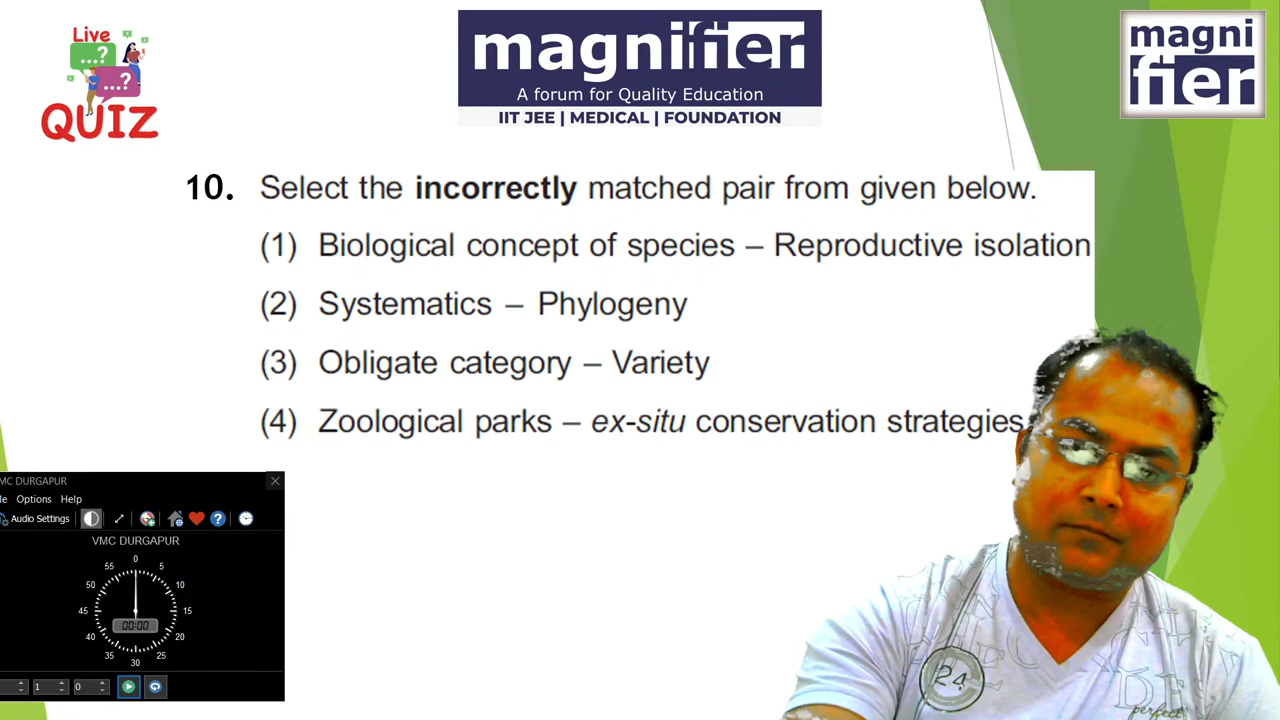 Live
...?
...?
QUIZ
magnifier
A forum for Quality Education
IIT JEE | MEDICAL | FOUNDATION
magni
fier
10. Select the incorrectly matched pair from given below.
(1) Biological concept of species – Reproductive isolation
(2) Systematics – Phylogeny
(3) Obligate category – Variety
(4) Zoological parks – ex-situ conservation strategies
VMC DURGAPUR
le Options Help
Audio Settings
VMC DURGAPUR
0
55 5
50 10
45 15
00:00
40 20
35 25
30
1 0
24
perfect